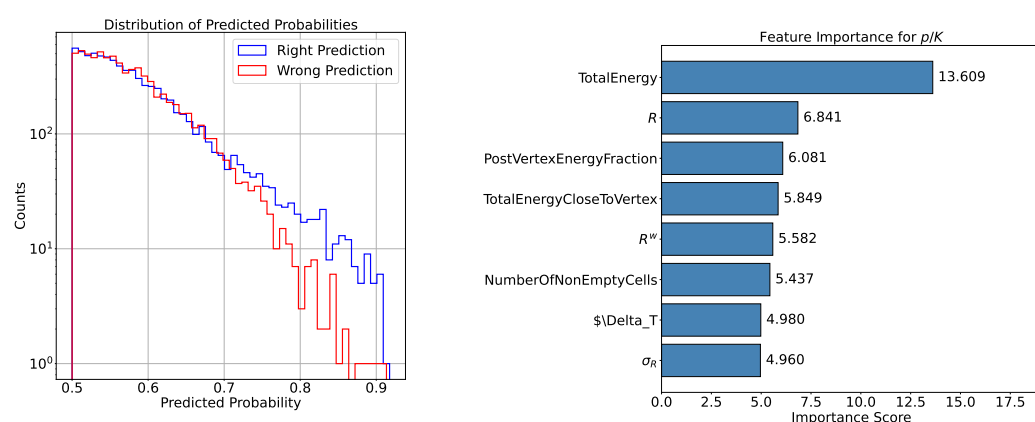 Distribution of Predicted Probabilities
Right Prediction
Wrong Prediction
Counts
10²
10¹
10⁰
0.5 0.6 0.7 0.8 0.9
Predicted Probability
Feature Importance for p/K
TotalEnergy 13.609
R 6.841
PostVertexEnergyFraction 6.081
TotalEnergyCloseToVertex 5.849
Rʷ 5.582
NumberOfNonEmptyCells 5.437
$\Delta_T 4.980
σ_R 4.960
0.0 2.5 5.0 7.5 10.0 12.5 15.0 17.5
Importance Score